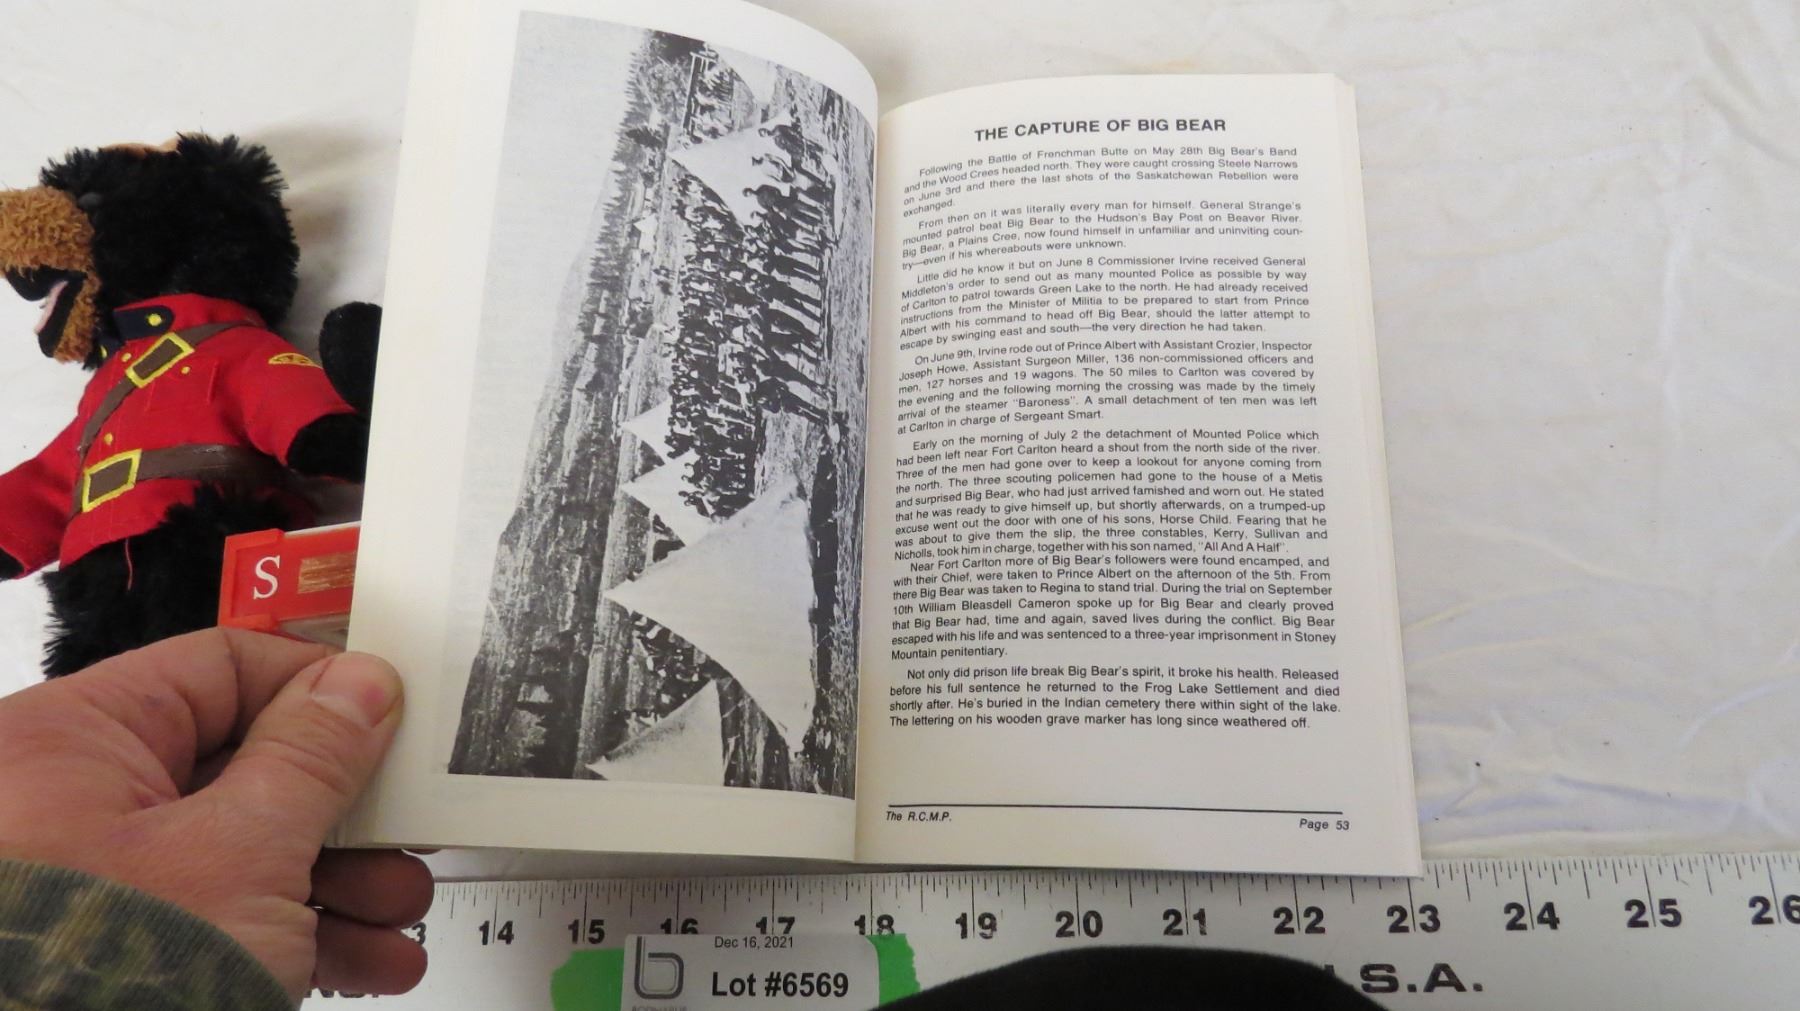 THE CAPTURE OF BIG BEAR
Following the Battle of Frenchman Butte on May 28th Big Bear's Band
and the Wood Crees headed north. They were caught crossing Steele Narrows
on June 3rd and there the last shots of the Saskatchewan Rebellion were
exchanged.
From then on it was literally every man for himself. General Strange's
mounted patrol beat Big Bear to the Hudson's Bay Post on Beaver River.
Big Bear, a Plains Cree, now found himself in unfamiliar and uninviting coun-
try—even if his whereabouts were unknown.
Little did he know it but on June 8 Commissioner Irvine received General
Middleton's order to send out as many mounted Police as possible by way
of Carlton to patrol towards Green Lake to the north. He had already received
instructions from the Minister of Militia to be prepared to start from Prince
Albert with his command to head off Big Bear, should the latter attempt to
escape by swinging east and south—the very direction he had taken.
On June 9th, Irvine rode out of Prince Albert with Assistant Crozier, Inspector
Joseph Howe, Assistant Surgeon Miller, 136 non-commissioned officers and
men, 127 horses and 19 wagons. The 50 miles to Carlton was covered by
the evening and the following morning the crossing was made by the timely
arrival of the steamer "Baroness". A small detachment of ten men was left
at Carlton in charge of Sergeant Smart.
Early on the morning of July 2 the detachment of Mounted Police which
had been left near Fort Carlton heard a shout from the north side of the river.
Three of the men had gone over to keep a lookout for anyone coming from
the north. The three scouting policemen had gone to the house of a Metis
and surprised Big Bear, who had just arrived famished and worn out. He stated
that he was ready to give himself up, but shortly afterwards, on a trumped-up
excuse went out the door with one of his sons, Horse Child. Fearing that he
was about to give them the slip, the three constables, Kerry, Sullivan and
Nicholls, took him in charge, together with his son named, "All And A Half".
Near Fort Carlton more of Big Bear's followers were found encamped, and
with their Chief, were taken to Prince Albert on the afternoon of the 5th. From
there Big Bear was taken to Regina to stand trial. During the trial on September
10th William Bleasdell Cameron spoke up for Big Bear and clearly proved
that Big Bear had, time and again, saved lives during the conflict. Big Bear
escaped with his life and was sentenced to a three-year imprisonment in Stoney
Mountain penitentiary.
Not only did prison life break Big Bear's spirit, it broke his health. Released
before his full sentence he returned to the Frog Lake Settlement and died
shortly after. He's buried in the Indian cemetery there within sight of the lake.
The lettering on his wooden grave marker has long since weathered off.
The R.C.M.P.
Page 53
S
14 15 16 17 18 19 20 21 22 23 24 25 26
Dec 16, 2021
Lot #6569
S.A.